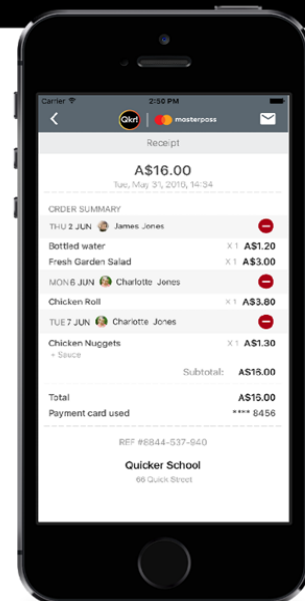 Carrier 2:50 PM
Qkr! masterpass
Receipt
A$16.00
Tue, May 31, 2016, 14:34
ORDER SUMMARY
THU 2 JUN James Jones
Bottled water X 1 A$1.20
Fresh Garden Salad X 1 A$3.00
MON 6 JUN Charlotte Jones
Chicken Roll X 1 A$3.80
TUE 7 JUN Charlotte Jones
Chicken Nuggets X 1 A$1.30
+ Sauce
Subtotal: A$16.00
Total A$16.00
Payment card used **** 8456
REF #8844-537-940
Quicker School
66 Quick Street